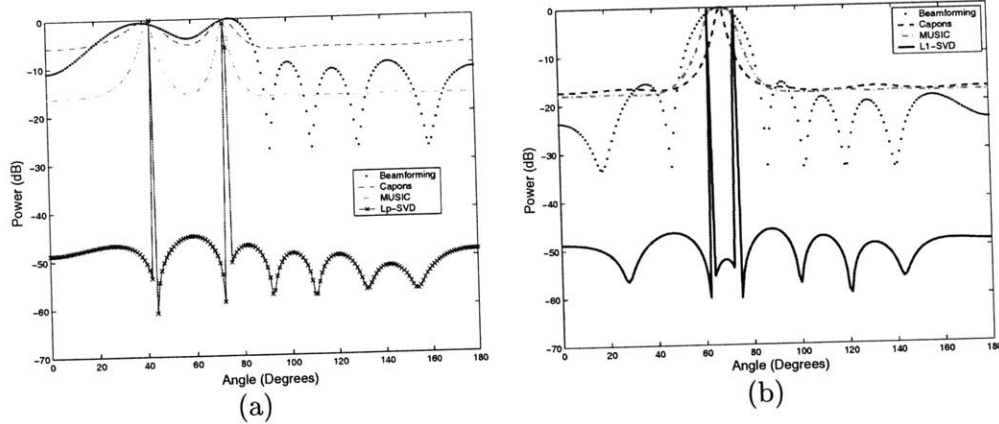 0
−10
−20
−30
−40
−50
−60
−70
Power (dB)
Beamforming
Capons
MUSIC
Lp−SVD
0 20 40 60 80 100 120 140 160 180
Angle (Degrees)
(a)
0
−10
−20
−30
−40
−50
−60
−70
Power (dB)
Beamforming
Capons
MUSIC
L1−SVD
0 20 40 60 80 100 120 140 160 180
Angle (Degrees)
(b)